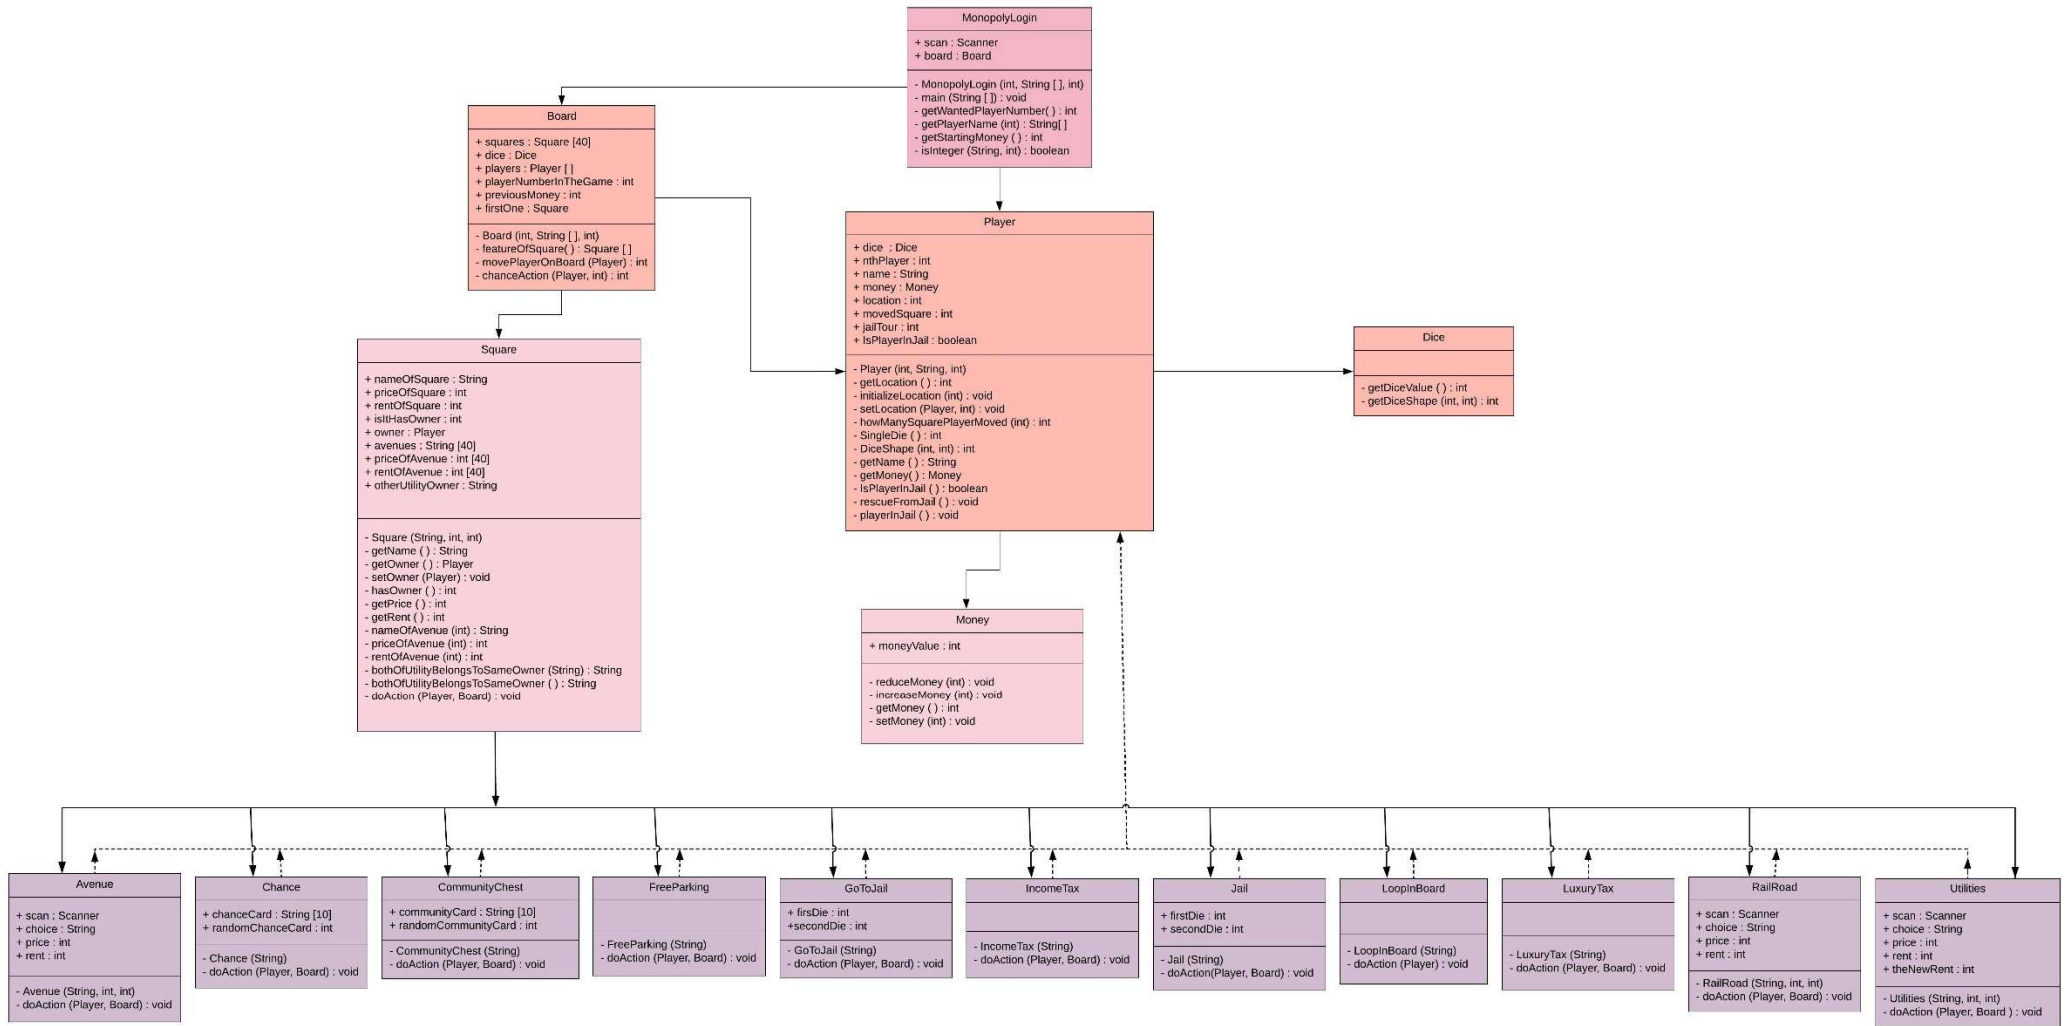 MonopolyLogin
+ scan : Scanner
+ board : Board
- MonopolyLogin (int, String [ ], int)
- main (String [ ]) : void
- getWantedPlayerNumber( ) : int
- getPlayerName (int) : String[ ]
- getStartingMoney ( ) : int
- isInteger (String, int) : boolean
Board
+ squares : Square [40]
+ dice : Dice
+ players : Player [ ]
+ playerNumberInTheGame : int
+ previousMoney : int
+ firstOne : Square
- Board (int, String [ ], int)
- featureOfSquare( ) : Square [ ]
- movePlayerOnBoard (Player) : int
- chanceAction (Player, int) : int
Player
+ dice : Dice
+ nthPlayer : int
+ name : String
+ money : Money
+ location : int
+ movedSquare : int
+ jailTour : int
+ IsPlayerInJail : boolean
- Player (int, String, int)
- getLocation ( ) : int
- initializeLocation (int) : void
- setLocation (Player, int) : void
- howManySquarePlayerMoved (int) : int
- SingleDie ( ) : int
- DiceShape (int, int) : int
- getName ( ) : String
- getMoney( ) : Money
- IsPlayerInJail ( ) : boolean
- rescueFromJail ( ) : void
- playerInJail ( ) : void
Dice
- getDiceValue ( ) : int
- getDiceShape (int, int) : int
Square
+ nameOfSquare : String
+ priceOfSquare : int
+ rentOfSquare : int
+ isItHasOwner : int
+ owner : Player
+ avenues : String [40]
+ priceOfAvenue : int [40]
+ rentOfAvenue : int [40]
+ otherUtilityOwner : String
- Square (String, int, int)
- getName ( ) : String
- getOwner ( ) : Player
- setOwner (Player) : void
- hasOwner ( ) : int
- getPrice ( ) : int
- getRent ( ) : int
- nameOfAvenue (int) : String
- priceOfAvenue (int) : int
- rentOfAvenue (int) : int
- bothOfUtilityBelongsToSameOwner (String) : String
- bothOfUtilityBelongsToSameOwner ( ) : String
- doAction (Player, Board) : void
Money
+ moneyValue : int
- reduceMoney (int) : void
- increaseMoney (int) : void
- getMoney ( ) : int
- setMoney (int) : void
Avenue
+ scan : Scanner
+ choice : String
+ price : int
+ rent : int
- Avenue (String, int, int)
- doAction (Player, Board) : void
Chance
+ chanceCard : String [10]
+ randomChanceCard : int
- Chance (String)
- doAction (Player, Board) : void
CommunityChest
+ communityCard : String [10]
+ randomCommunityCard : int
- CommunityChest (String)
- doAction (Player, Board) : void
FreeParking
- FreeParking (String)
- doAction (Player, Board) : void
GoToJail
+ firsDie : int
+secondDie : int
- GoToJail (String)
- doAction (Player, Board) : void
IncomeTax
- IncomeTax (String)
- doAction (Player, Board) : void
Jail
+ firstDie : int
+ secondDie : int
- Jail (String)
- doAction(Player, Board) : void
LoopInBoard
- LoopInBoard (String)
- doAction (Player) : void
LuxuryTax
- LuxuryTax (String)
- doAction (Player, Board) : void
RailRoad
+ scan : Scanner
+ choice : String
+ price : int
+ rent : int
- RailRoad (String, int, int)
- doAction (Player, Board) : void
Utilities
+ scan : Scanner
+ choice : String
+ price : int
+ rent : int
+ theNewRent : int
- Utilities (String, int, int)
- doAction (Player, Board ) : void